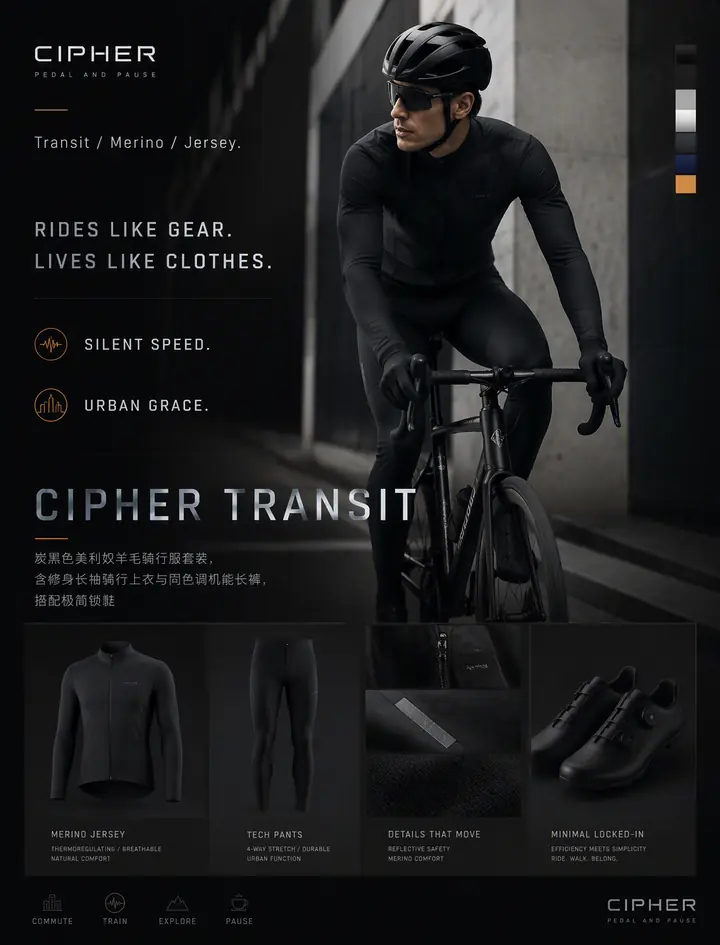 CIPHER
PEDAL AND PAUSE
Transit / Merino / Jersey.
RIDES LIKE GEAR.
LIVES LIKE CLOTHES.
SILENT SPEED.
URBAN GRACE.
CIPHER TRANSIT
炭黑色美利奴羊毛骑行服套装，
含修身长袖骑行上衣与周色调机能长裤，
搭配极简锁鞋
MERINO JERSEY
THERMOREGULATING / BREATHABLE
NATURAL COMFORT
TECH PANTS
4-WAY STRETCH / DURABLE
URBAN FUNCTION
DETAILS THAT MOVE
REFLECTIVE SAFETY
MERINO COMFORT
MINIMAL LOCKED-IN
EFFICIENCY MEETS SIMPLICITY
RIDE. WALK. BELONG.
COMMUTE
TRAIN
EXPLORE
PAUSE
CIPHER
PEDAL AND PAUSE